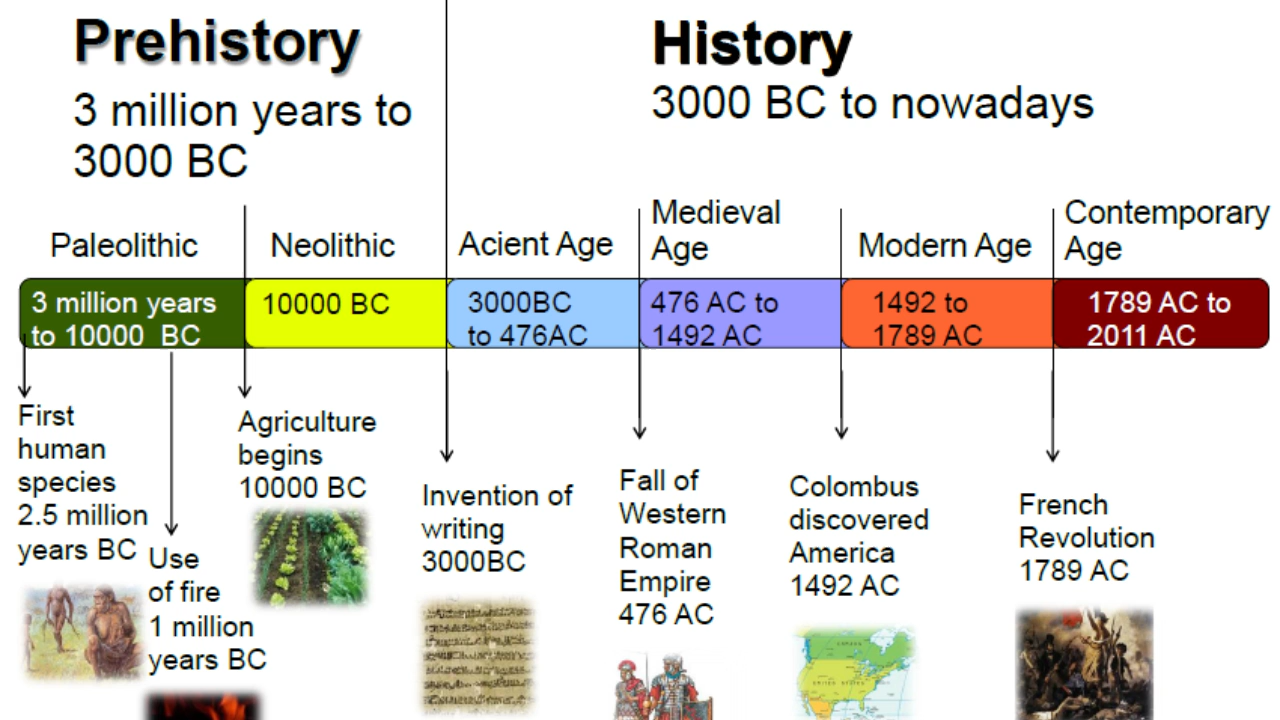 Prehistory
3 million years to
3000 BC
History
3000 BC to nowadays
Paleolithic
Neolithic
Acient Age
Medieval
Age
Modern Age
Contemporary
Age
3 million years
to 10000 BC
10000 BC
3000BC
to 476AC
476 AC to
1492 AC
1492 to
1789 AC
1789 AC to
2011 AC
First
human
species
2.5 million
years BC
Use
of fire
1 million
years BC
Agriculture
begins
10000 BC
Invention of
writing
3000BC
Fall of
Western
Roman
Empire
476 AC
Colombus
discovered
America
1492 AC
French
Revolution
1789 AC